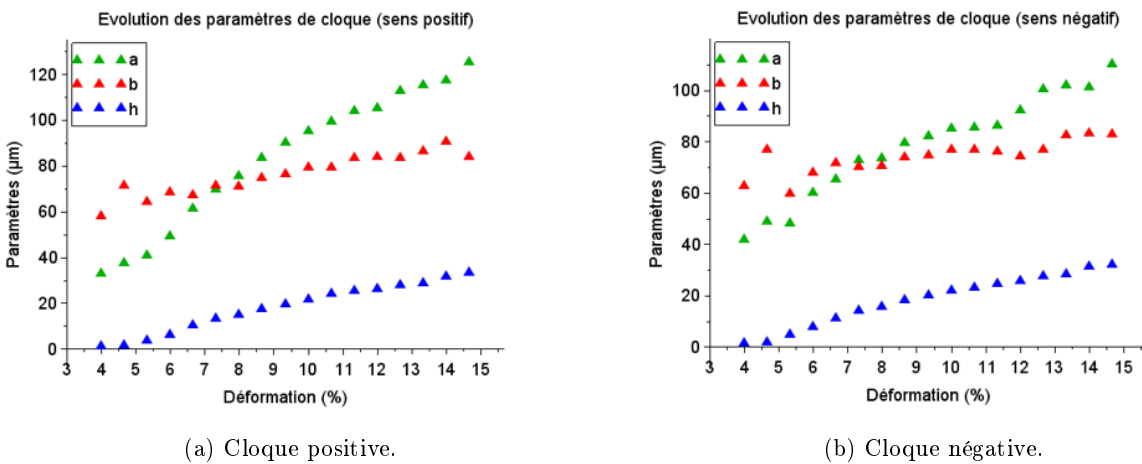 Evolution des paramètres de cloque (sens positif)
a
b
h
Paramètres (µm)
120
100
80
60
40
20
0
3 4 5 6 7 8 9 10 11 12 13 14 15
Déformation (%)
(a) Cloque positive.
Evolution des paramètres de cloque (sens négatif)
a
b
h
Paramètres (µm)
100
80
60
40
20
0
3 4 5 6 7 8 9 10 11 12 13 14 15
Déformation (%)
(b) Cloque négative.